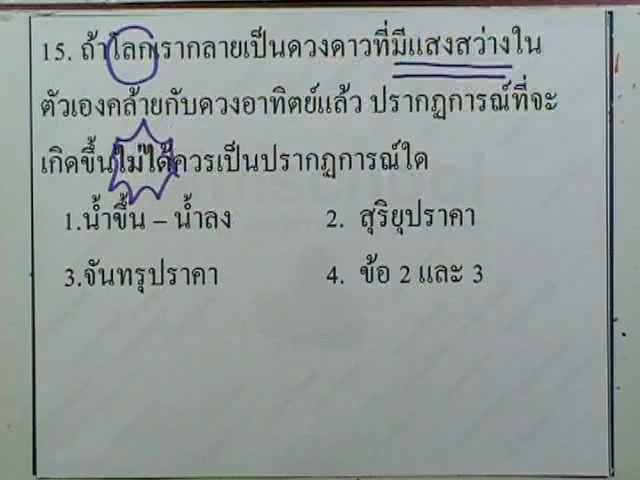 15. ถ้าโลกเรากลายเป็นดวงดาวที่มีแสงสว่างใน
ตัวเองคล้ายกับดวงอาทิตย์แล้ว ปรากฏการณ์ที่จะ
เกิดขึ้นไม่ได้ควรเป็นปรากฏการณ์ใด
1.น้ำขึ้น – น้ำลง 2. สุริยุปราคา
3.จันทรุปราคา 4. ข้อ 2 และ 3